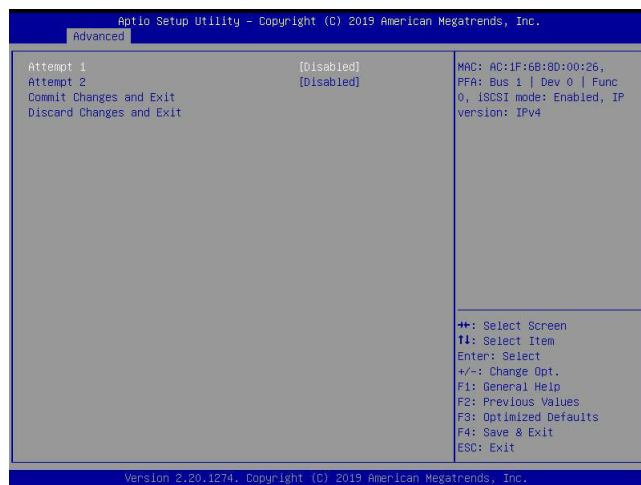 Aptio Setup Utility – Copyright (C) 2019 American Megatrends, Inc.
Advanced
Attempt 1 [Disabled]
Attempt 2 [Disabled]
Commit Changes and Exit
Discard Changes and Exit
MAC: AC:1F:6B:8D:00:26,
PFA: Bus 1 | Dev 0 | Func
0, iSCSI mode: Enabled, IP
version: IPv4
→←: Select Screen
↑↓: Select Item
Enter: Select
+/-: Change Opt.
F1: General Help
F2: Previous Values
F3: Optimized Defaults
F4: Save & Exit
ESC: Exit
Version 2.20.1274. Copyright (C) 2019 American Megatrends, Inc.